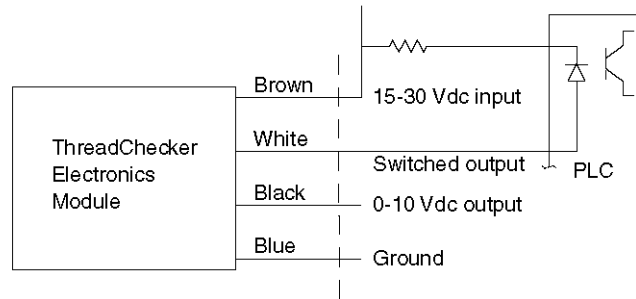 Brown
15-30 Vdc input
White
ThreadChecker
Electronics
Module
Switched output
PLC
Black
0-10 Vdc output
Blue
Ground